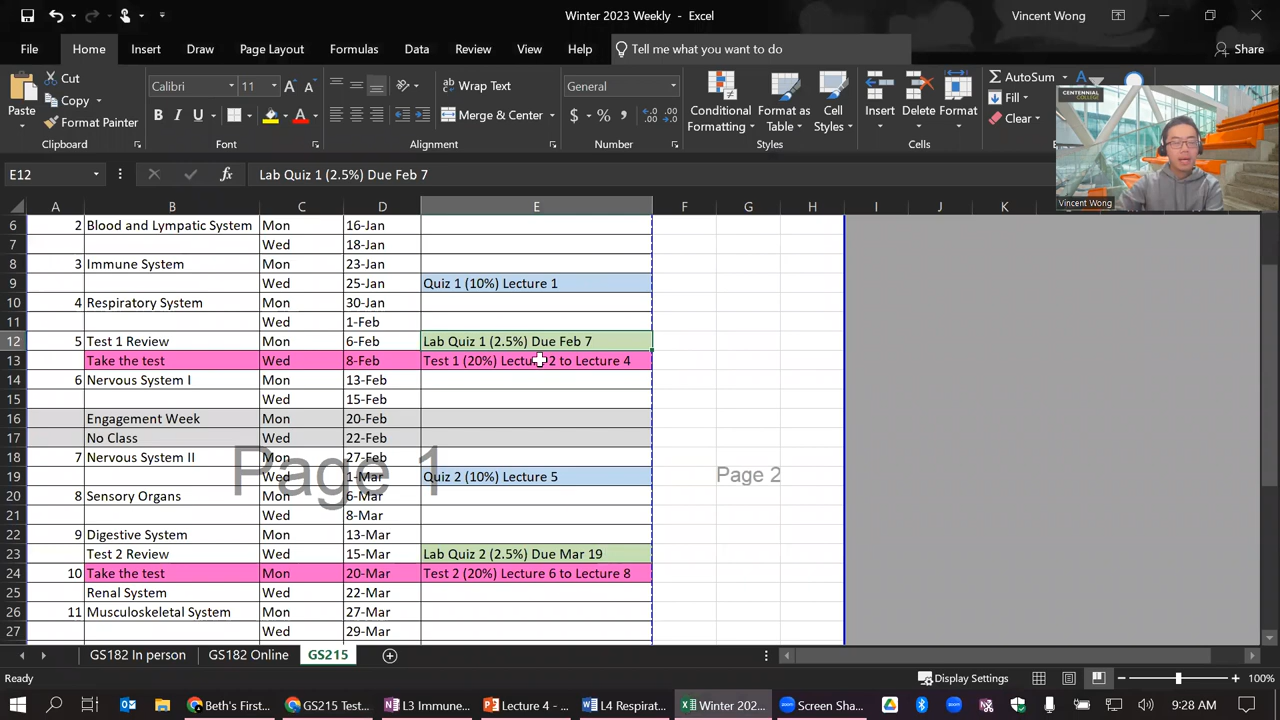 Winter 2023 Weekly - Excel
Vincent Wong
File Home Insert Draw Page Layout Formulas Data Review View Help Tell me what you want to do Share
Paste Cut Copy Format Painter Clipboard
Calibri 11 Font
Wrap Text Merge & Center Alignment
General Number
Conditional Formatting Format as Table Cell Styles Styles
Insert Delete Format Cells
AutoSum Fill Clear
CENTENNIAL COLLEGE
Vincent Wong
E12 Lab Quiz 1 (2.5%) Due Feb 7
A B C D E F G H I J K
6 2 Blood and Lympatic System Mon 16-Jan
7 Wed 18-Jan
8 3 Immune System Mon 23-Jan
9 Wed 25-Jan Quiz 1 (10%) Lecture 1
10 4 Respiratory System Mon 30-Jan
11 Wed 1-Feb
12 5 Test 1 Review Mon 6-Feb Lab Quiz 1 (2.5%) Due Feb 7
13 Take the test Wed 8-Feb Test 1 (20%) Lecture 2 to Lecture 4
14 6 Nervous System I Mon 13-Feb
15 Wed 15-Feb
16 Engagement Week Mon 20-Feb
17 No Class Wed 22-Feb
18 7 Nervous System II Mon 27-Feb
Page 1
Page 2
19 Wed 1-Mar Quiz 2 (10%) Lecture 5
20 8 Sensory Organs Mon 6-Mar
21 Wed 8-Mar
22 9 Digestive System Mon 13-Mar
23 Test 2 Review Wed 15-Mar Lab Quiz 2 (2.5%) Due Mar 19
24 10 Take the test Mon 20-Mar Test 2 (20%) Lecture 6 to Lecture 8
25 Renal System Wed 22-Mar
26 11 Musculoskeletal System Mon 27-Mar
27 Wed 29-Mar
GS182 In person GS182 Online GS215
Ready Display Settings 100%
Beth's First... GS215 Test... L3 Immune... Lecture 4 - ... L4 Respirat... Winter 202... Screen Sha... 9:28 AM